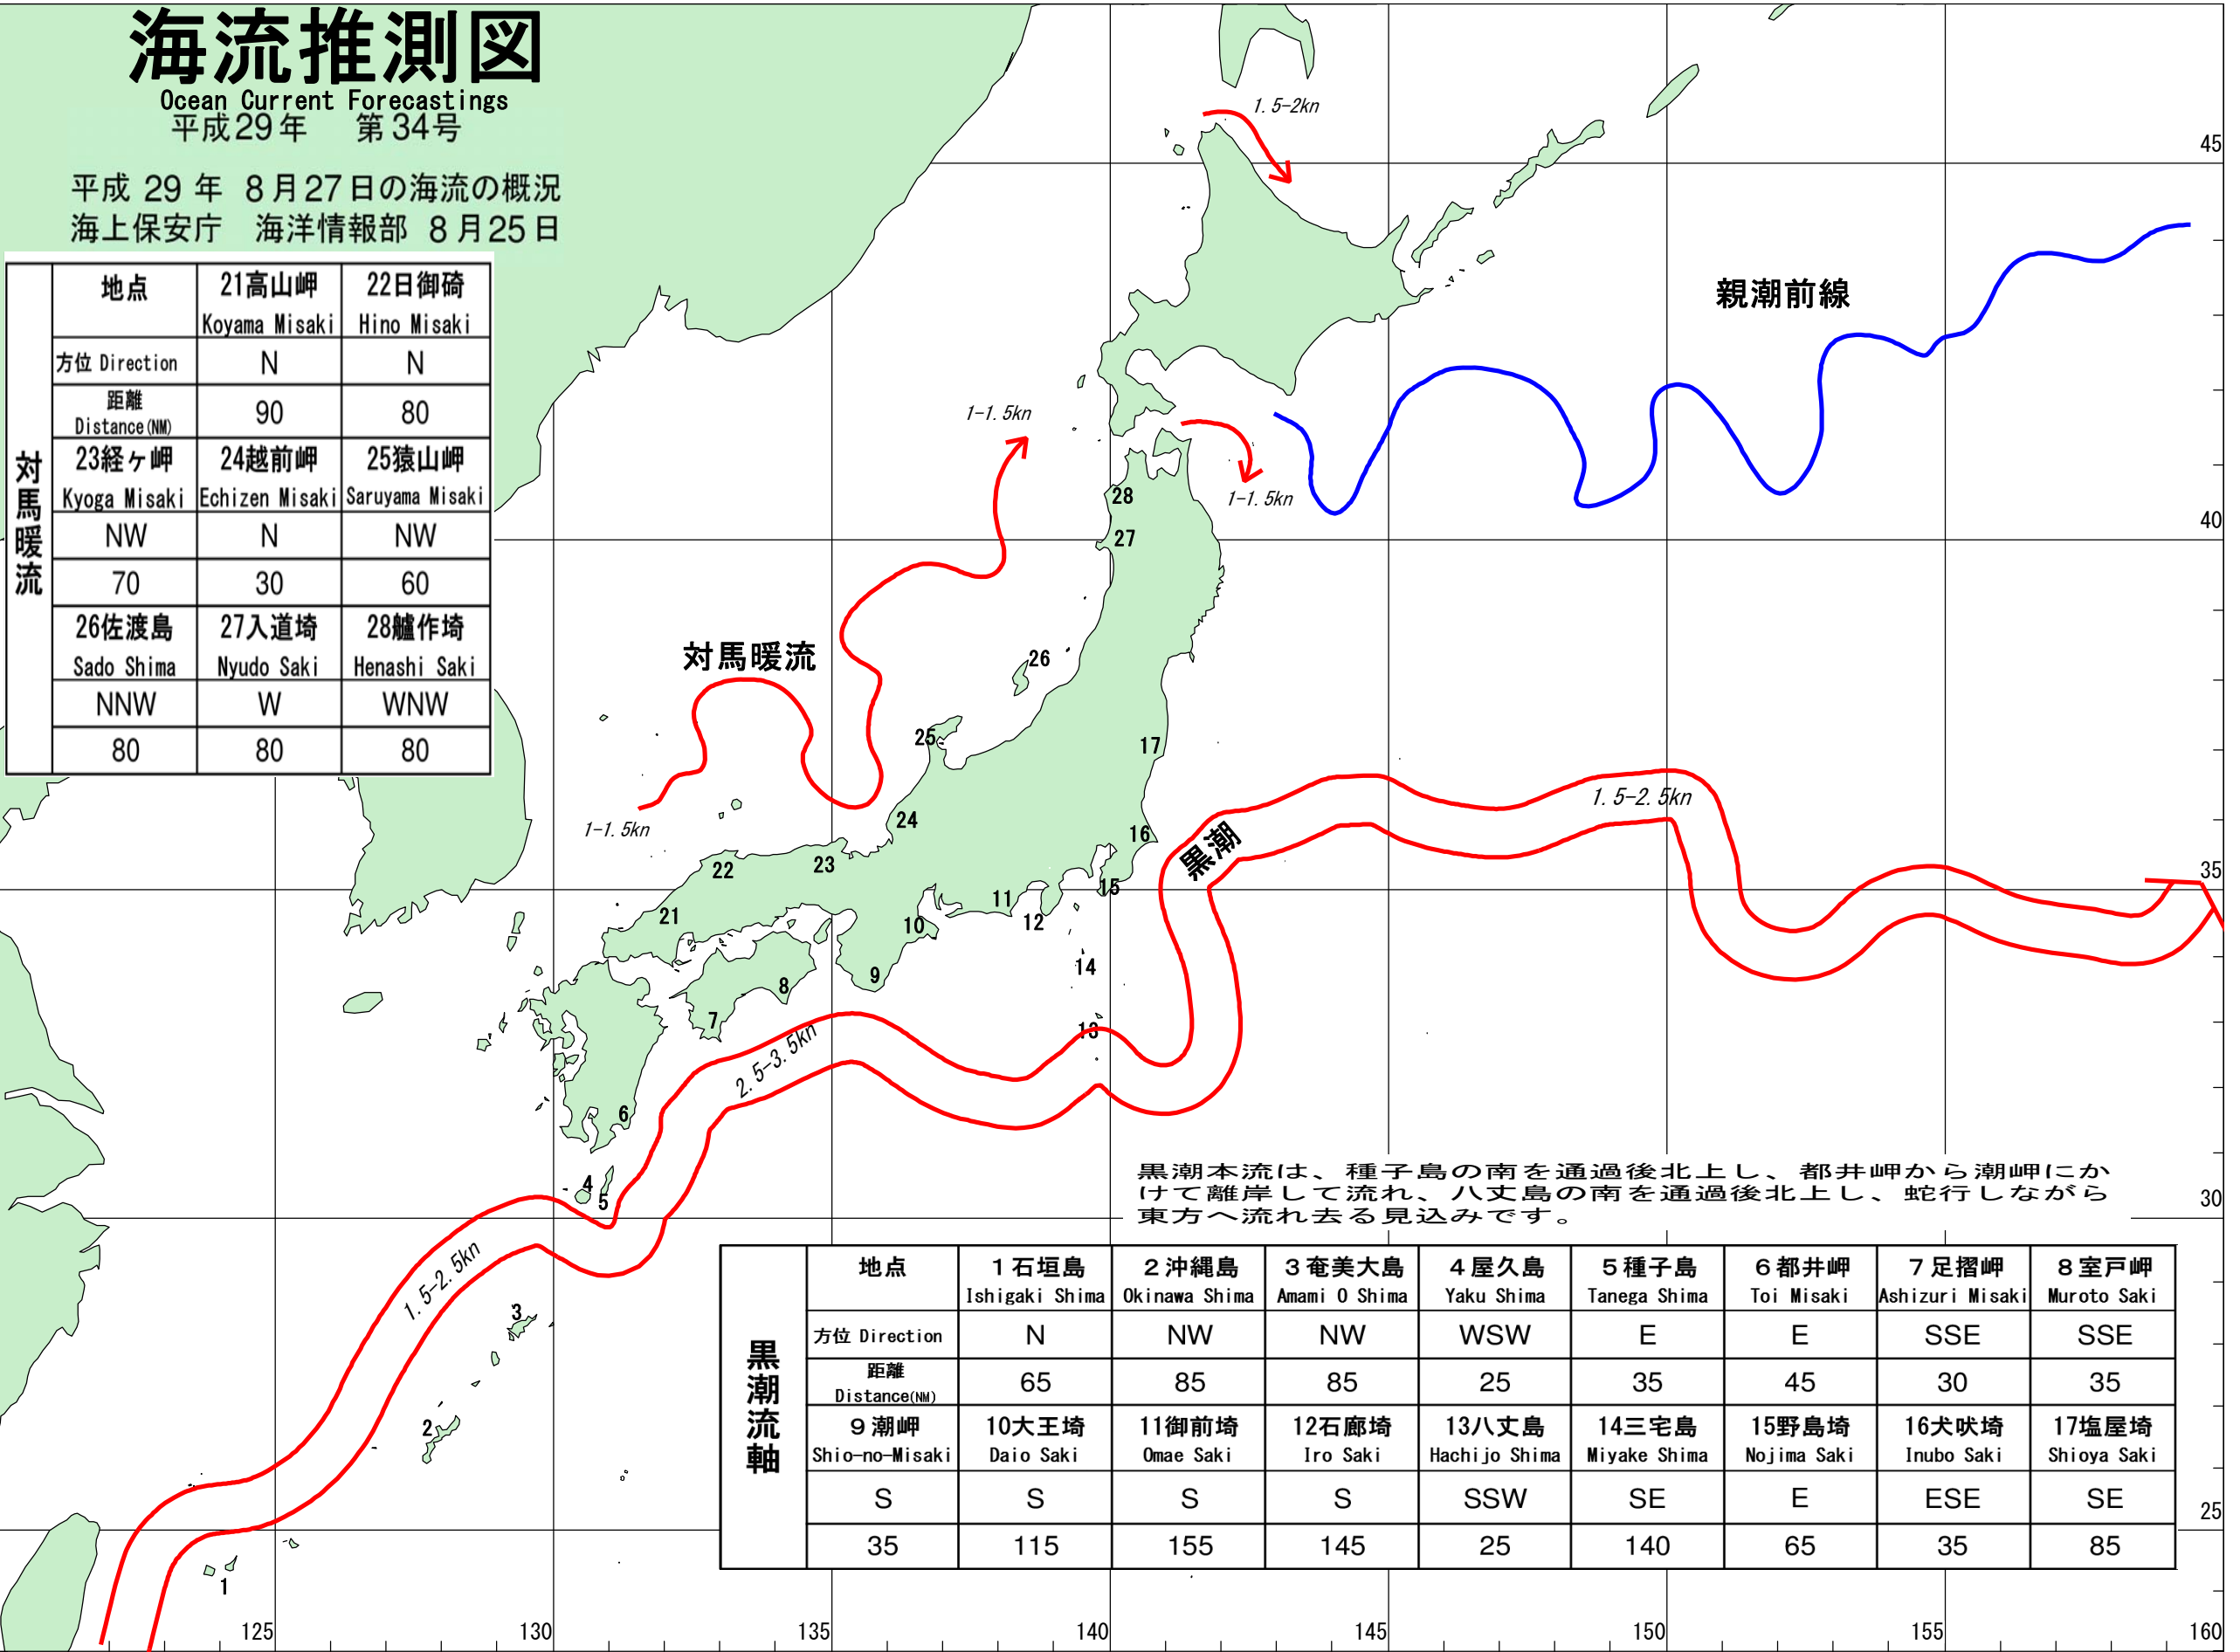 海流推測図
Ocean Current Forecastings
平成29年　第34号
平成 29 年 8月27日の海流の概況
海上保安庁　海洋情報部 8月25日
対馬暖流
地点 21高山岬 22日御碕
Koyama Misaki Hino Misaki
方位 Direction N N
距離 Distance(NM) 90 80
23経ヶ岬 24越前岬 25猿山岬
Kyoga Misaki Echizen Misaki Saruyama Misaki
NW N NW
70 30 60
26佐渡島 27入道埼 28艫作埼
Sado Shima Nyudo Saki Henashi Saki
NNW W WNW
80 80 80
1.5-2kn
45
親潮前線
1-1.5kn
1-1.5kn
28
40
27
対馬暖流
26
25
17
1.5-2.5kn
1-1.5kn
24
16
黒潮
22
23
35
15
11
21
10
12
14
9
8
7
13
2.5-3.5kn
6
4
5
30
黒潮本流は、種子島の南を通過後北上し、都井岬から潮岬にか
けて離岸して流れ、八丈島の南を通過後北上し、蛇行しながら
東方へ流れ去る見込みです。
1.5-2.5kn
3
2
1
25
黒潮流軸
地点 1石垣島 2沖縄島 3奄美大島 4屋久島 5種子島 6都井岬 7足摺岬 8室戸岬
Ishigaki Shima Okinawa Shima Amami O Shima Yaku Shima Tanega Shima Toi Misaki Ashizuri Misaki Muroto Saki
方位 Direction N NW NW WSW E E SSE SSE
距離 Distance(NM) 65 85 85 25 35 45 30 35
9潮岬 10大王埼 11御前埼 12石廊埼 13八丈島 14三宅島 15野島埼 16犬吠埼 17塩屋埼
Shio-no-Misaki Daio Saki Omae Saki Iro Saki Hachijo Shima Miyake Shima Nojima Saki Inubo Saki Shioya Saki
S S S S SSW SE E ESE SE
35 115 155 145 25 140 65 35 85
125 130 135 140 145 150 155 160